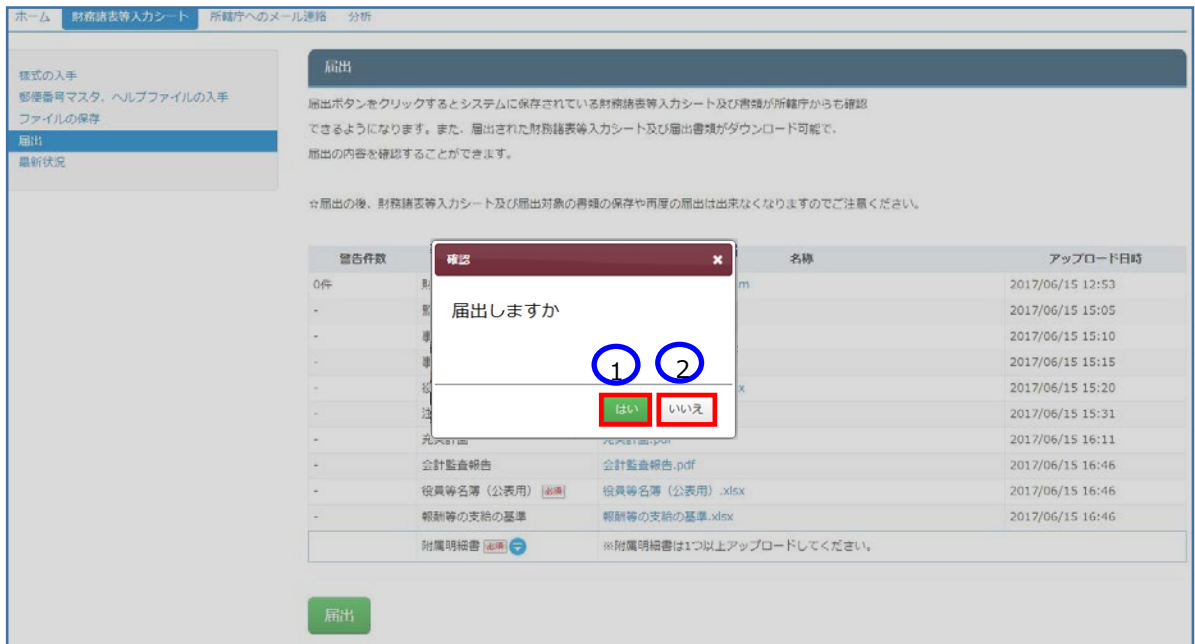 ホーム 財務諸表等入力シート 所轄庁へのメール連絡 分析
様式の入手
郵便番号マスタ、ヘルプファイルの入手
ファイルの保存
届出
最新状況
届出
届出ボタンをクリックするとシステムに保存されている財務諸表等入力シート及び書類が所轄庁からも確認
できるようになります。また、届出された財務諸表等入力シート及び届出書類がダウンロード可能で、
届出の内容を確認することができます。
☆届出の後、財務諸表等入力シート及び届出対象の書類の保存や再度の届出は出来なくなりますのでご注意ください。
警告件数 名称 アップロード日時
0件 財 m 2017/06/15 12:53
- 監 2017/06/15 15:05
- 事 2017/06/15 15:10
- 事 2017/06/15 15:15
- 役 x 2017/06/15 15:20
- 注 2017/06/15 15:31
- 充実計画 充実計画.pdf 2017/06/15 16:11
- 会計監査報告 会計監査報告.pdf 2017/06/15 16:46
- 役員等名簿（公表用） 必須 役員等名簿（公表用）.xlsx 2017/06/15 16:46
- 報酬等の支給の基準 報酬等の支給の基準.xlsx 2017/06/15 16:46
附属明細書 必須 ※附属明細書は1つ以上アップロードしてください。
確認 ×
届出しますか
1 2
はい いいえ
届出